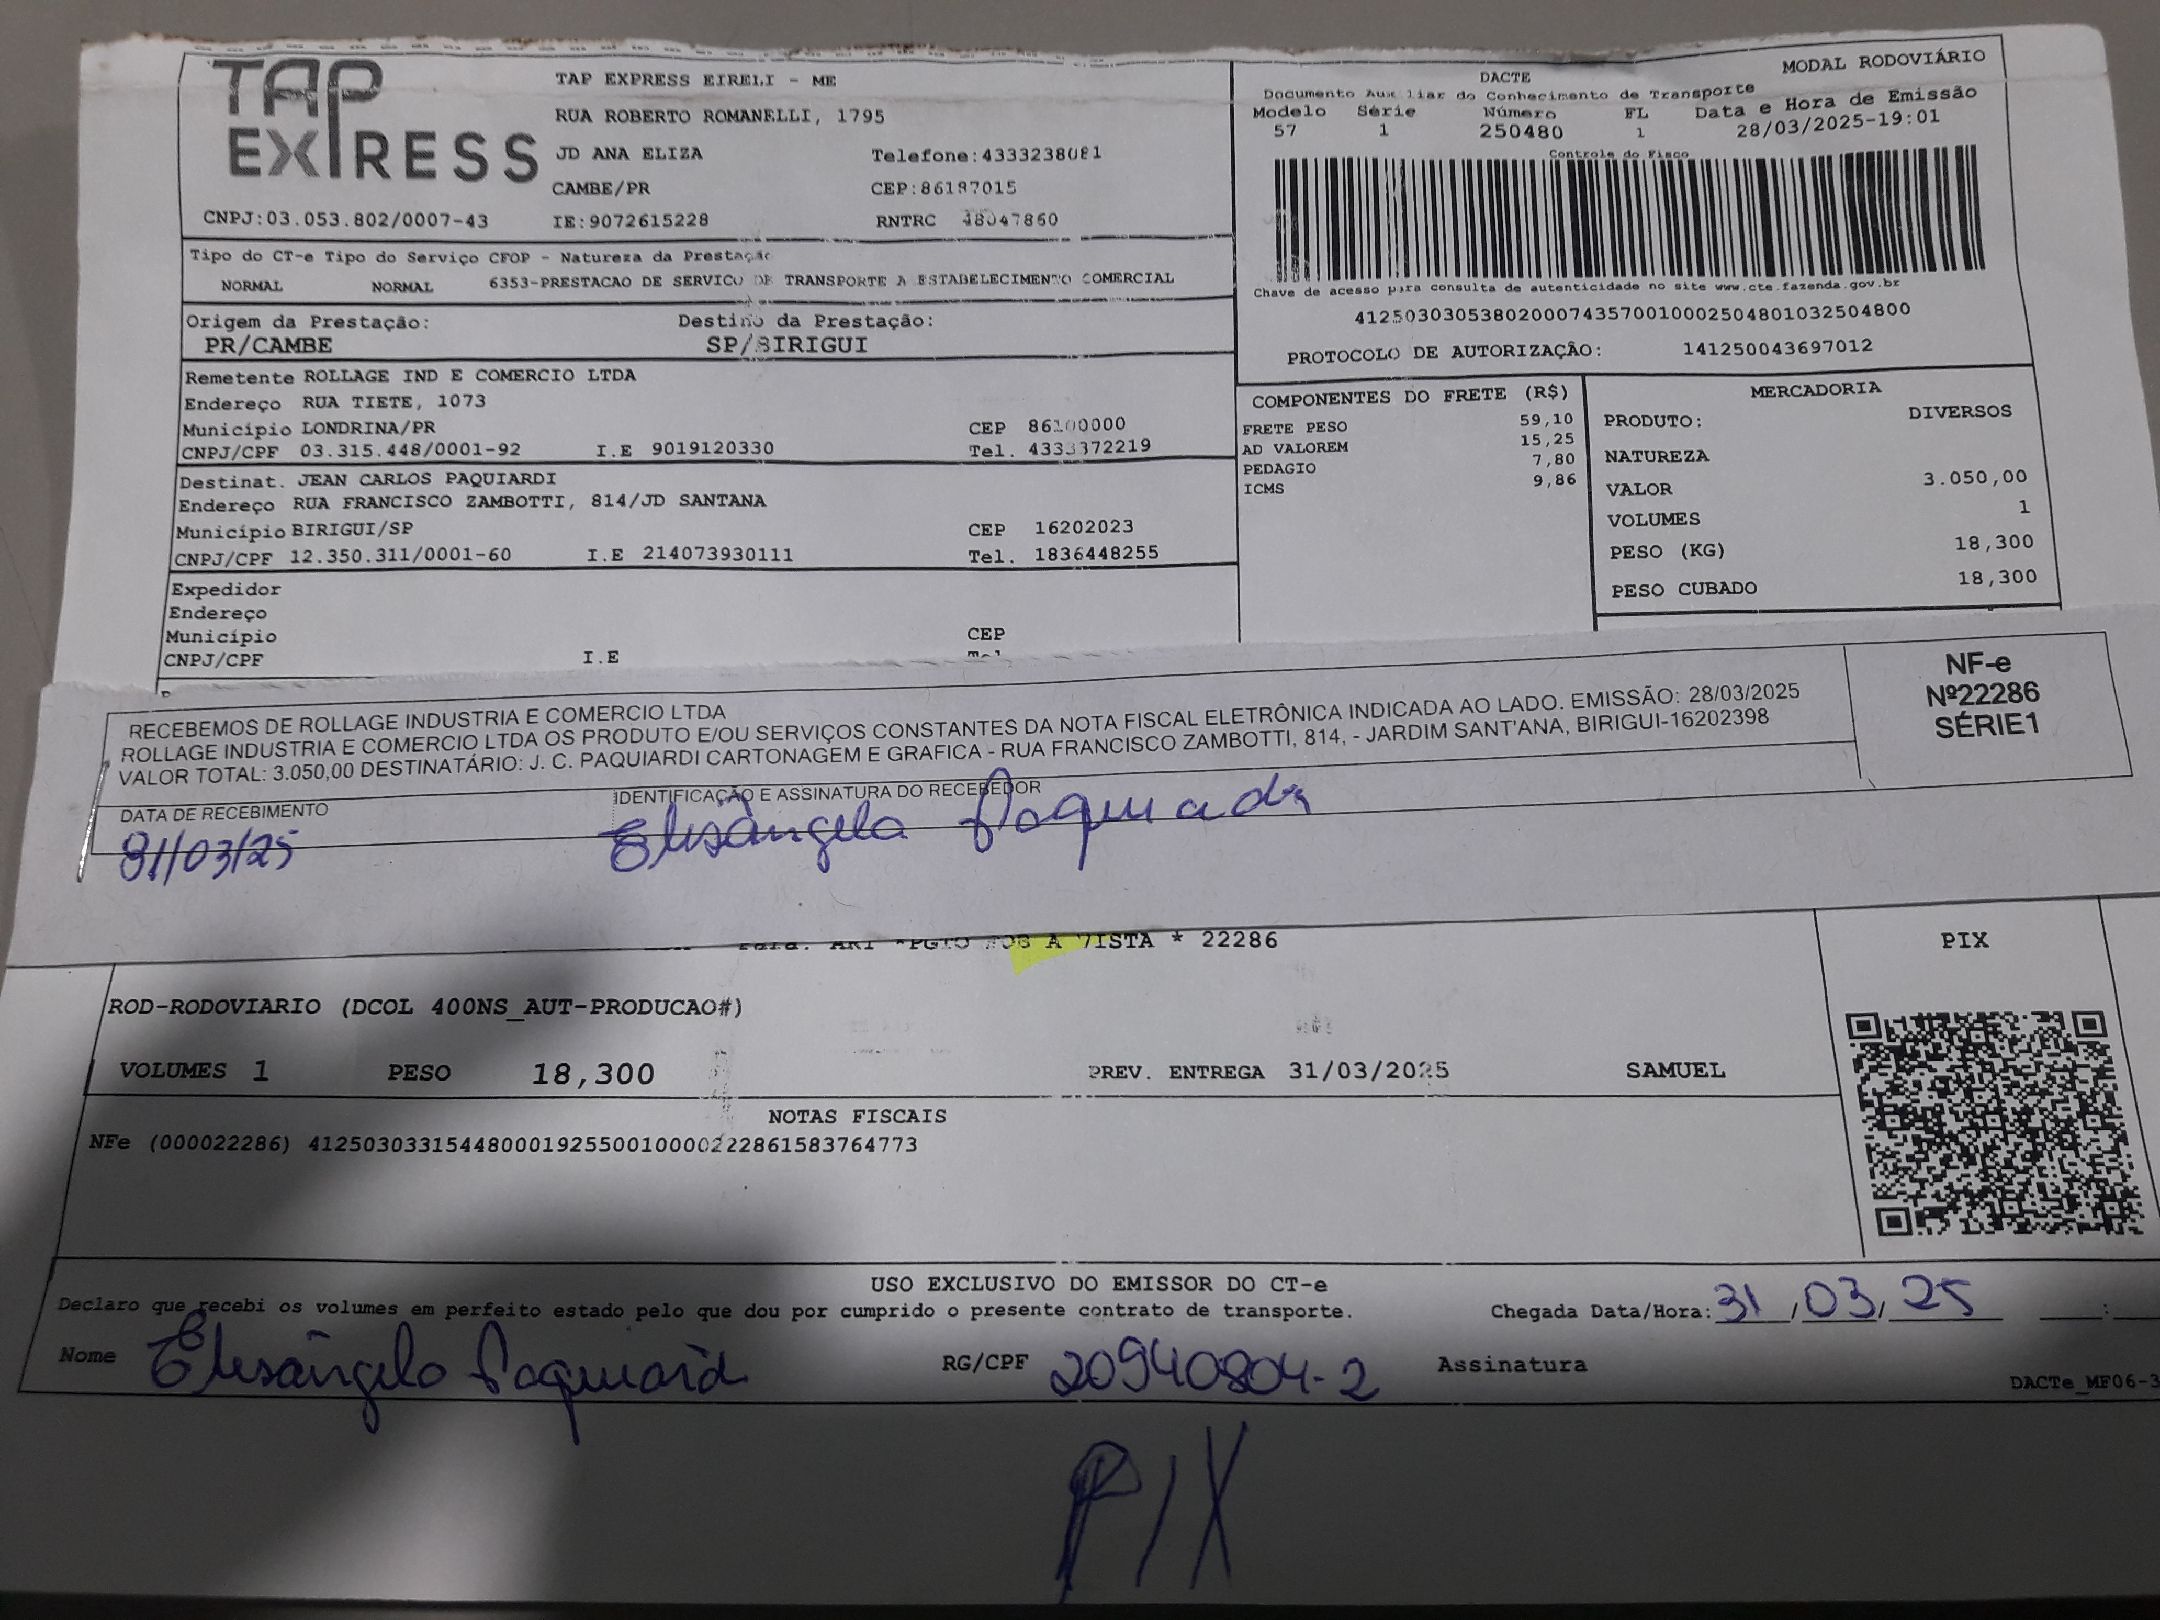 TAP EXPRESS
TAP EXPRESS EIRELI - ME
RUA ROBERTO ROMANELLI, 1795
JD ANA ELIZA Telefone:4333238081
CAMBE/PR CEP:86187015
CNPJ:03.053.802/0007-43 IE:9072615228 RNTRC 48047860
DACTE MODAL RODOVIÁRIO
Documento Auxiliar do Conhecimento de Transporte
Modelo Série Número FL Data e Hora de Emissão
57 1 250480 1 28/03/2025-19:01
Controle do Fisco
Chave de acesso para consulta de autenticidade no site www.cte.fazenda.gov.br
41250303053802000743570010002504801032504800
PROTOCOLO DE AUTORIZAÇÃO: 141250043697012
Tipo do CT-e Tipo do Serviço CFOP - Natureza da Prestação
NORMAL NORMAL 6353-PRESTACAO DE SERVICO DE TRANSPORTE A ESTABELECIMENTO COMERCIAL
Origem da Prestação: Destino da Prestação:
PR/CAMBE SP/BIRIGUI
Remetente ROLLAGE IND E COMERCIO LTDA
Endereço RUA TIETE, 1073
Município LONDRINA/PR CEP 86100000
CNPJ/CPF 03.315.448/0001-92 I.E 9019120330 Tel. 4333372219
Destinat. JEAN CARLOS PAQUIARDI
Endereço RUA FRANCISCO ZAMBOTTI, 814/JD SANTANA
Município BIRIGUI/SP CEP 16202023
CNPJ/CPF 12.350.311/0001-60 I.E 214073930111 Tel. 1836448255
Expedidor
Endereço
Município CEP
CNPJ/CPF I.E
COMPONENTES DO FRETE (R$)
FRETE PESO 59,10
AD VALOREM 15,25
PEDAGIO 7,80
ICMS 9,86
MERCADORIA
PRODUTO: DIVERSOS
NATUREZA
VALOR 3.050,00
VOLUMES 1
PESO (KG) 18,300
PESO CUBADO 18,300
RECEBEMOS DE ROLLAGE INDUSTRIA E COMERCIO LTDA
ROLLAGE INDUSTRIA E COMERCIO LTDA OS PRODUTO E/OU SERVIÇOS CONSTANTES DA NOTA FISCAL ELETRÔNICA INDICADA AO LADO. EMISSÃO: 28/03/2025
VALOR TOTAL: 3.050,00 DESTINATÁRIO: J. C. PAQUIARDI CARTONAGEM E GRAFICA - RUA FRANCISCO ZAMBOTTI, 814, - JARDIM SANT'ANA, BIRIGUI-16202398
NF-e
Nº22286
SÉRIE1
DATA DE RECEBIMENTO IDENTIFICAÇÃO E ASSINATURA DO RECEBEDOR
31/03/25 Elisângela Paquiardi
*PGTO FOB A VISTA * 22286
PIX
ROD-RODOVIARIO (DCOL 400NS_AUT-PRODUCAO#)
VOLUMES 1 PESO 18,300 PREV. ENTREGA 31/03/2025 SAMUEL
NOTAS FISCAIS
NFe (000022286) 41250303315448000192550010000222861583764773
USO EXCLUSIVO DO EMISSOR DO CT-e
Declaro que recebi os volumes em perfeito estado pelo que dou por cumprido o presente contrato de transporte. Chegada Data/Hora: 31/03/25 :
Nome Elisângela Paquiardi RG/CPF 20940804-2 Assinatura
DACTe_MF06-3
PIX